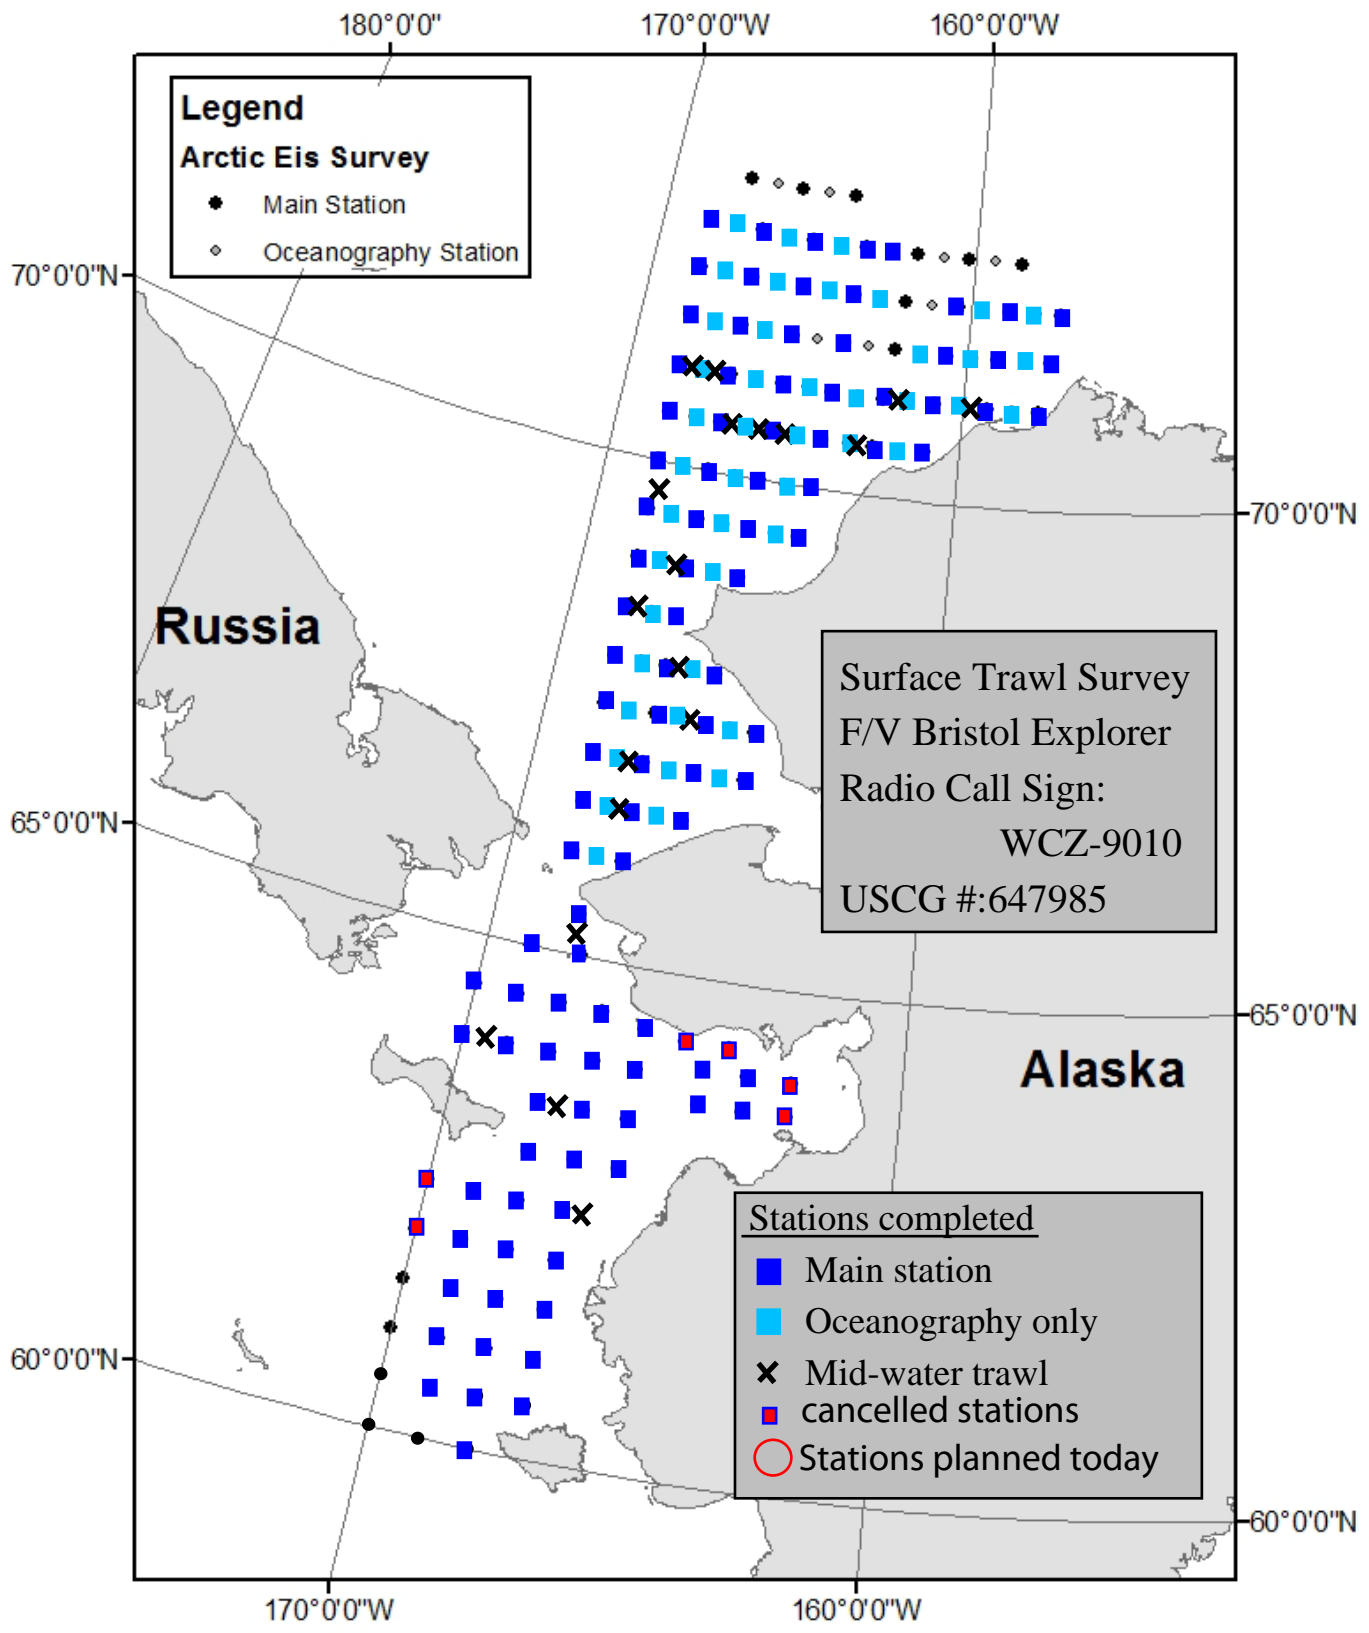 180°0'0"
170°0'0"W
160°0'0"W
Legend
Arctic Eis Survey
Main Station
Oceanography Station
70°0'0"N
70°0'0"N
Russia
Surface Trawl Survey
F/V Bristol Explorer
Radio Call Sign:
WCZ-9010
USCG #:647985
65°0'0"N
65°0'0"N
Alaska
Stations completed
Main station
Oceanography only
Mid-water trawl
cancelled stations
Stations planned today
60°0'0"N
60°0'0"N
170°0'0"W
160°0'0"W